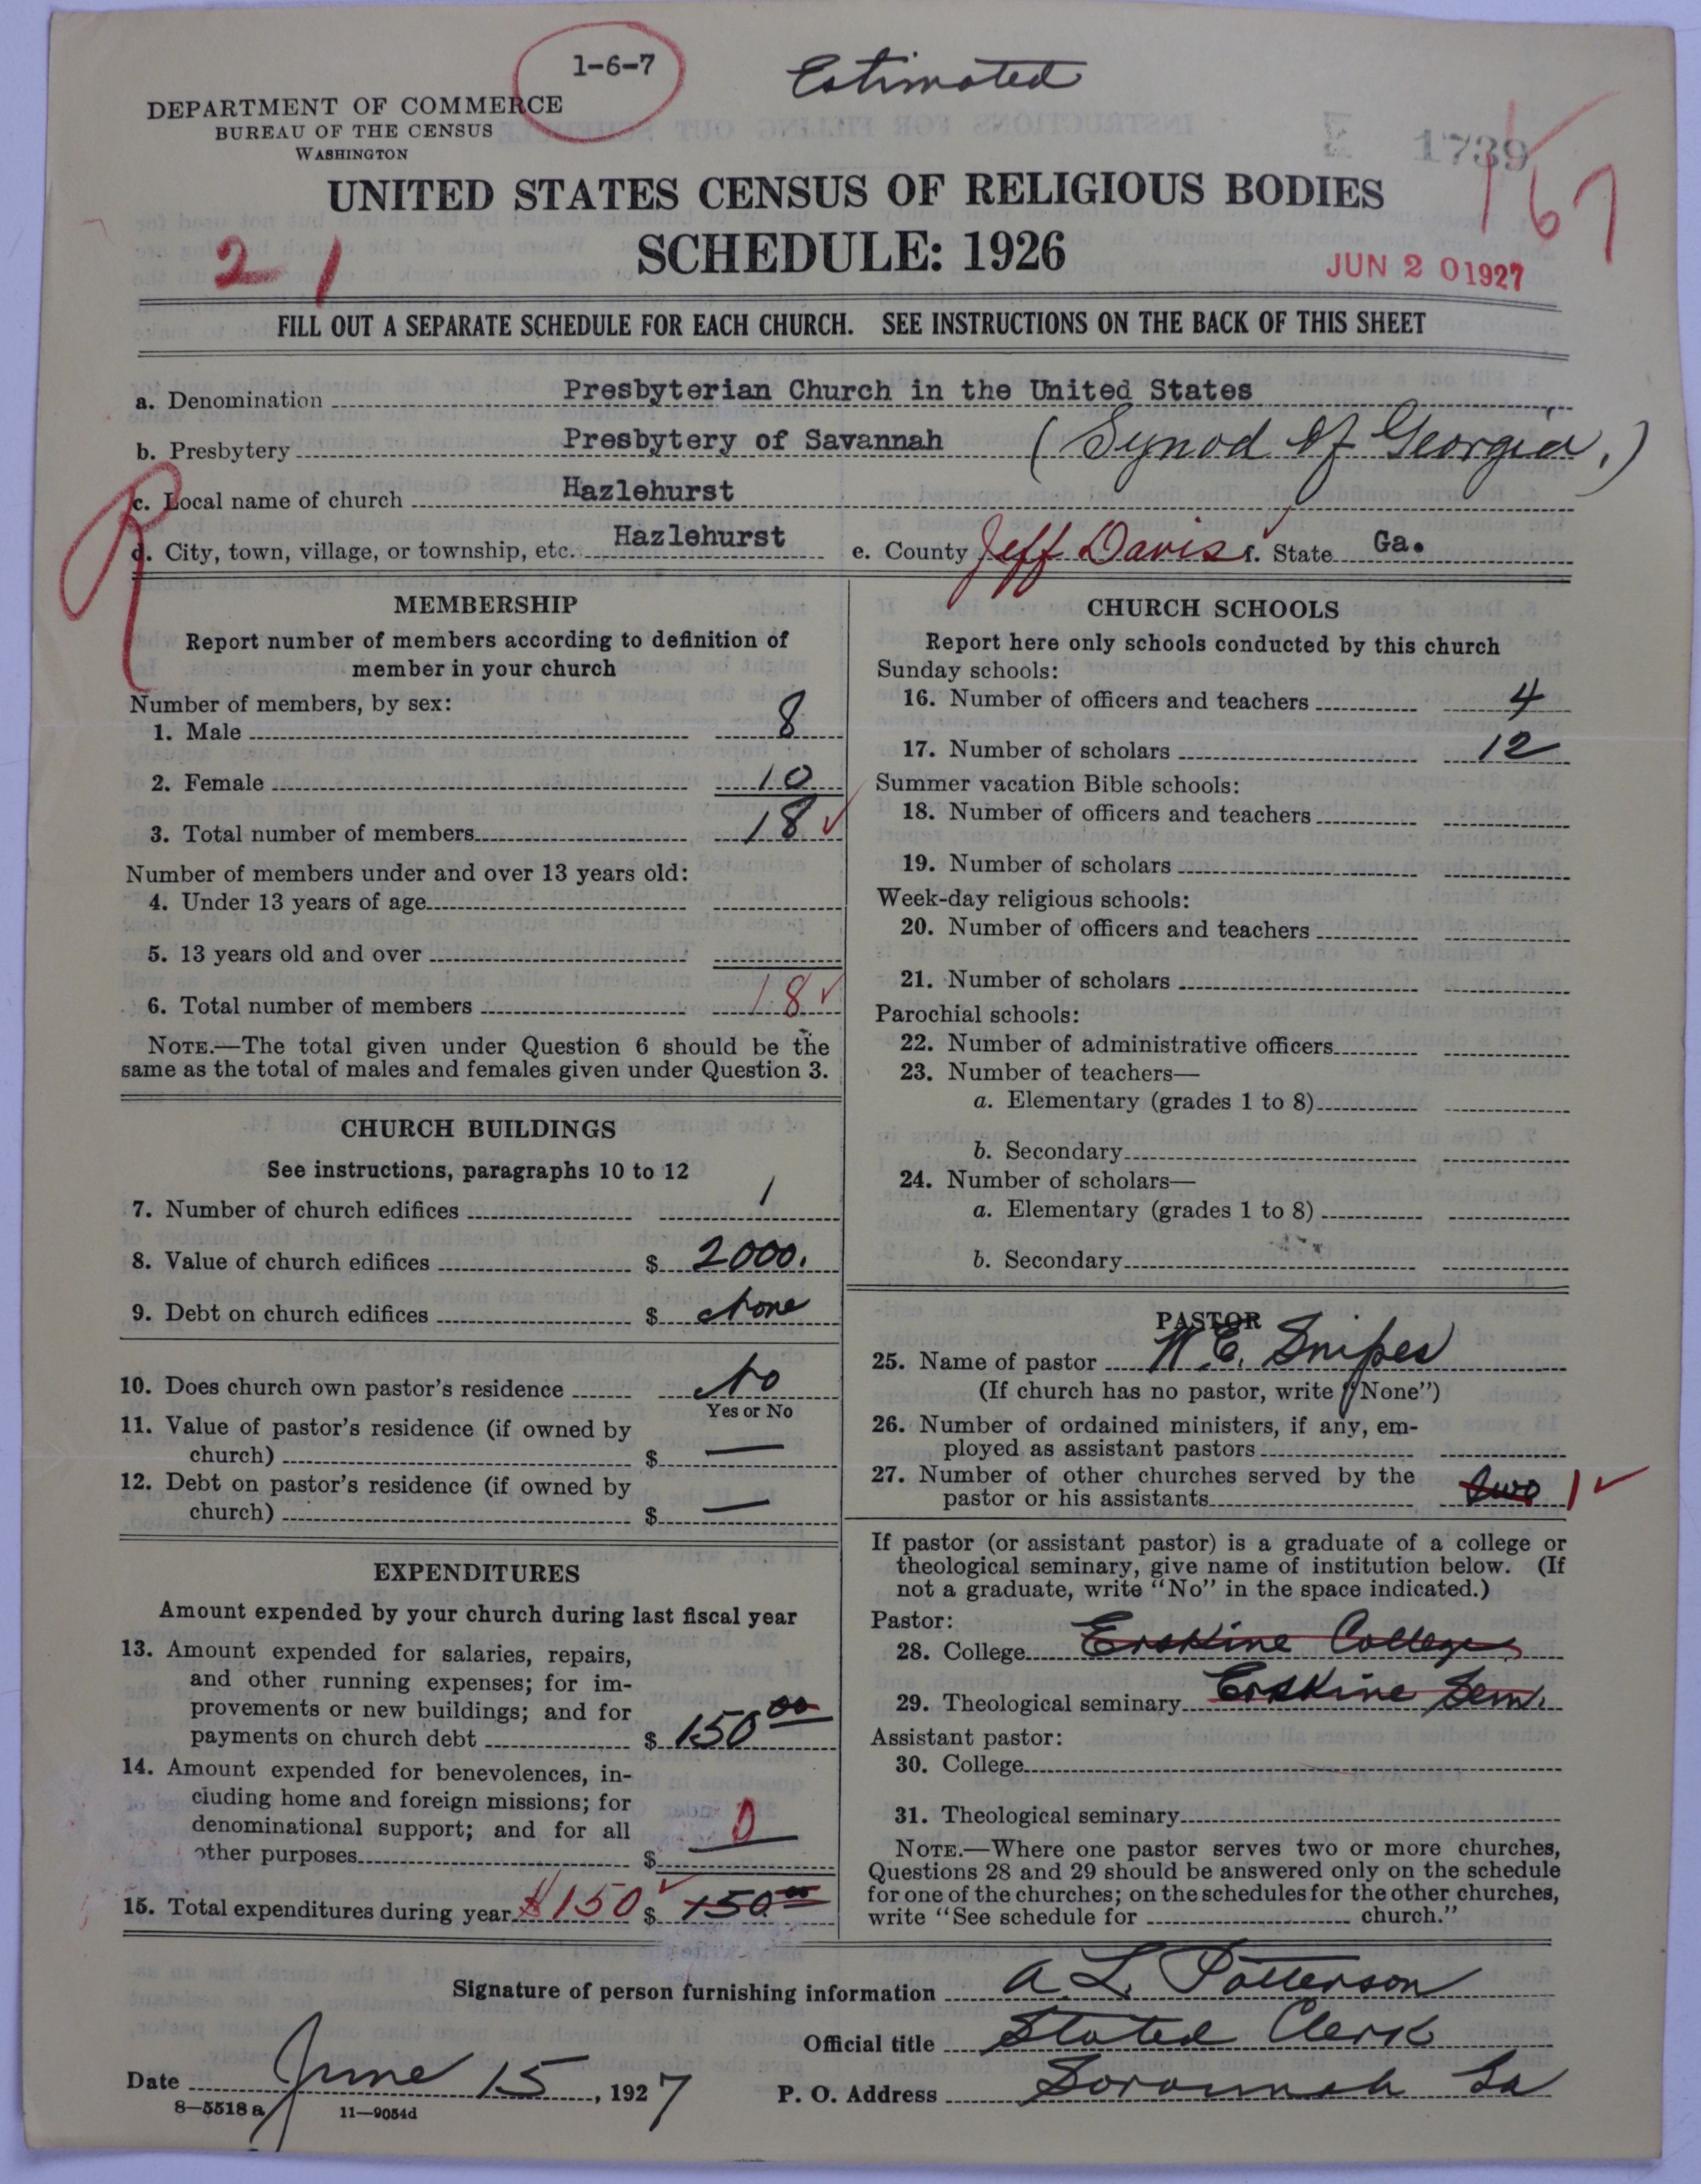 1-6-7
Estimated
DEPARTMENT OF COMMERCE
BUREAU OF THE CENSUS
WASHINGTON
1739
UNITED STATES CENSUS OF RELIGIOUS BODIES
167
SCHEDULE: 1926
2 1
JUN 20 1927
FILL OUT A SEPARATE SCHEDULE FOR EACH CHURCH. SEE INSTRUCTIONS ON THE BACK OF THIS SHEET
a. Denomination Presbyterian Church in the United States
b. Presbytery Presbytery of Savannah (Synod of Georgia.)
c. Local name of church Hazlehurst
d. City, town, village, or township, etc. Hazlehurst e. County Jeff Davis f. State Ga.
R
MEMBERSHIP
Report number of members according to definition of
member in your church
Number of members, by sex:
1. Male 8
2. Female 10
3. Total number of members 18 ✓
Number of members under and over 13 years old:
4. Under 13 years of age
5. 13 years old and over
6. Total number of members 18 ✓
NOTE.—The total given under Question 6 should be the
same as the total of males and females given under Question 3.
CHURCH BUILDINGS
See instructions, paragraphs 10 to 12
7. Number of church edifices 1
8. Value of church edifices $ 2000.
9. Debt on church edifices $ None
10. Does church own pastor's residence No
Yes or No
11. Value of pastor's residence (if owned by
church) $ —
12. Debt on pastor's residence (if owned by
church) $ —
EXPENDITURES
Amount expended by your church during last fiscal year
13. Amount expended for salaries, repairs,
and other running expenses; for im-
provements or new buildings; and for
payments on church debt $ 150 00
14. Amount expended for benevolences, in-
cluding home and foreign missions; for
denominational support; and for all
other purposes $ 0
15. Total expenditures during year $150 ✓ $ 150 00
CHURCH SCHOOLS
Report here only schools conducted by this church
Sunday schools:
16. Number of officers and teachers 4
17. Number of scholars 12
Summer vacation Bible schools:
18. Number of officers and teachers
19. Number of scholars
Week-day religious schools:
20. Number of officers and teachers
21. Number of scholars
Parochial schools:
22. Number of administrative officers
23. Number of teachers—
a. Elementary (grades 1 to 8)
b. Secondary
24. Number of scholars—
a. Elementary (grades 1 to 8)
b. Secondary
PASTOR
25. Name of pastor W. E. Snipes
(If church has no pastor, write "None")
26. Number of ordained ministers, if any, em-
ployed as assistant pastors
27. Number of other churches served by the
pastor or his assistants two 1 ✓
If pastor (or assistant pastor) is a graduate of a college or
theological seminary, give name of institution below. (If
not a graduate, write "No" in the space indicated.)
Pastor:
28. College Erskine College
29. Theological seminary Erskine Sem.
Assistant pastor:
30. College
31. Theological seminary
NOTE.—Where one pastor serves two or more churches,
Questions 28 and 29 should be answered only on the schedule
for one of the churches; on the schedules for the other churches,
write "See schedule for church."
Signature of person furnishing information A. L. Patterson
Official title Stated Clerk
Date June 15, 1927 P. O. Address Savannah Ga
8—5518 a 11—9054d